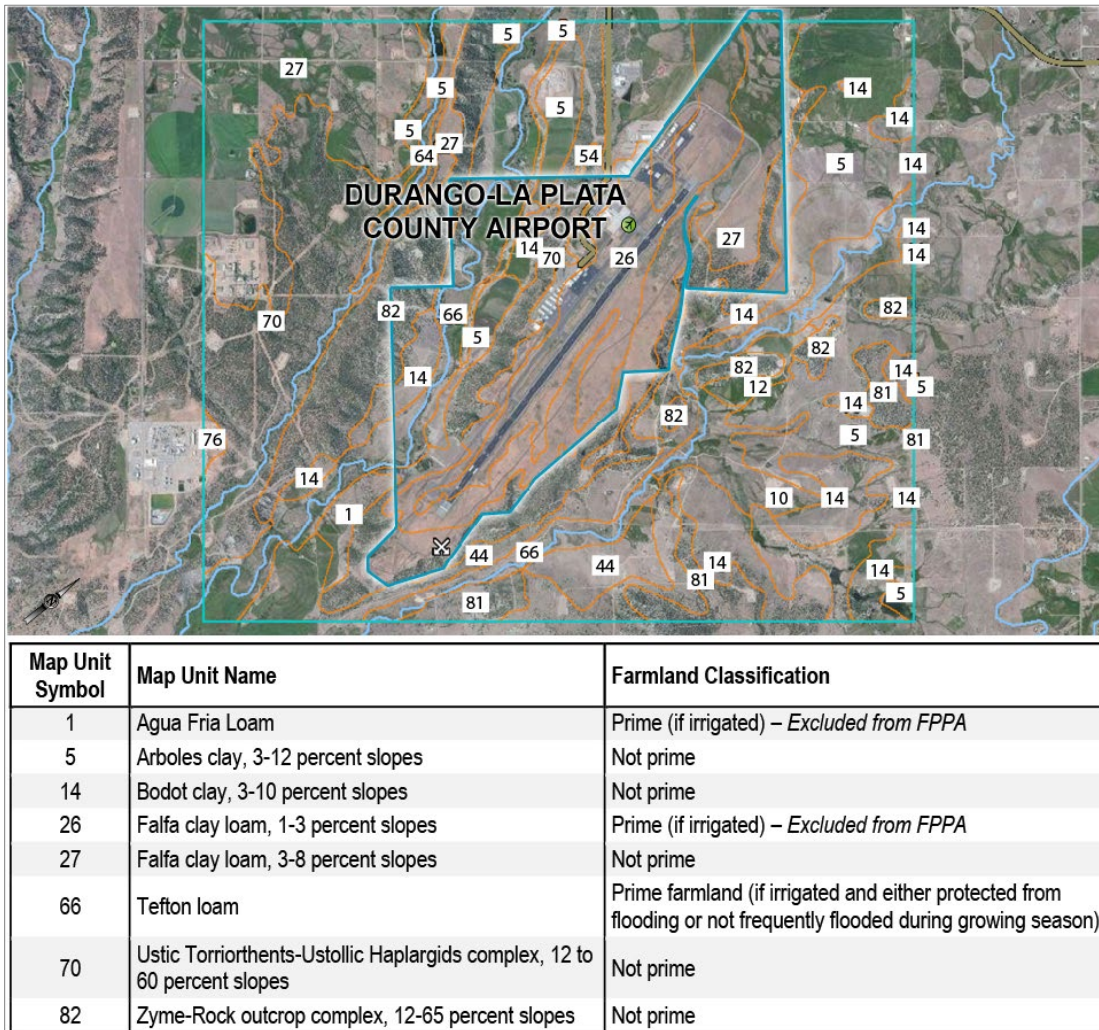 5
5
27
5
5
14
14
5
27
64
54
5
14
DURANGO-LA PLATA
COUNTY AIRPORT
14
27
14
70
26
14
70
82
66
14
82
5
82
14
82
12
14
81
5
14
82
5
81
76
14
1
10
14
14
44
66
44
14
81
14
81
5
Map Unit Symbol
Map Unit Name
Farmland Classification
1
Agua Fria Loam
Prime (if irrigated) – Excluded from FPPA
5
Arboles clay, 3-12 percent slopes
Not prime
14
Bodot clay, 3-10 percent slopes
Not prime
26
Falfa clay loam, 1-3 percent slopes
Prime (if irrigated) – Excluded from FPPA
27
Falfa clay loam, 3-8 percent slopes
Not prime
66
Tefton loam
Prime farmland (if irrigated and either protected from
flooding or not frequently flooded during growing season)
70
Ustic Torriorthents-Ustollic Haplargids complex, 12 to
60 percent slopes
Not prime
82
Zyme-Rock outcrop complex, 12-65 percent slopes
Not prime